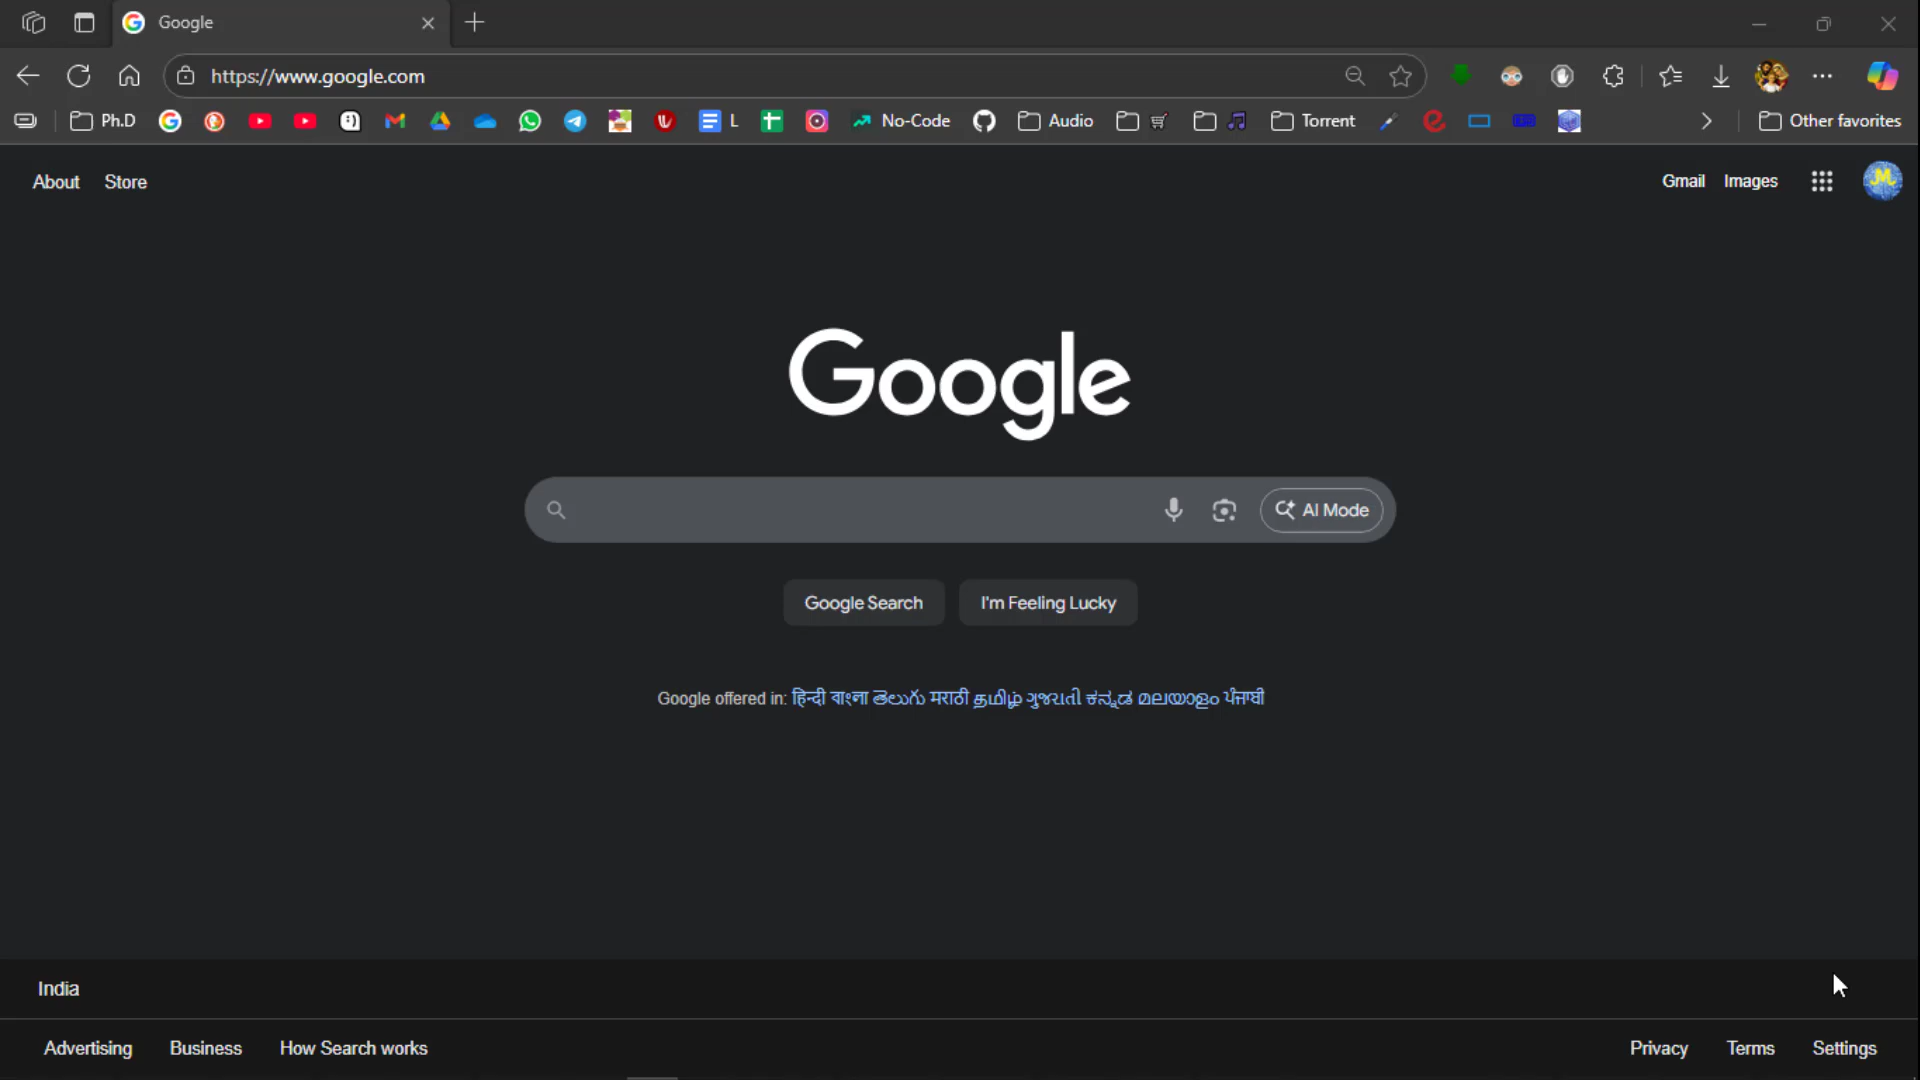 Google
https://www.google.com
Ph.D
L
No-Code
Audio
Torrent
Other favorites
About Store
Gmail Images
Google
AI Mode
Google Search I'm Feeling Lucky
Google offered in: हिन्दी বাংলা తెలుగు मराठी தமிழ் ગુજરાતી ಕನ್ನಡ മലയാളം ਪੰਜਾਬੀ
India
Advertising Business How Search works
Privacy Terms Settings